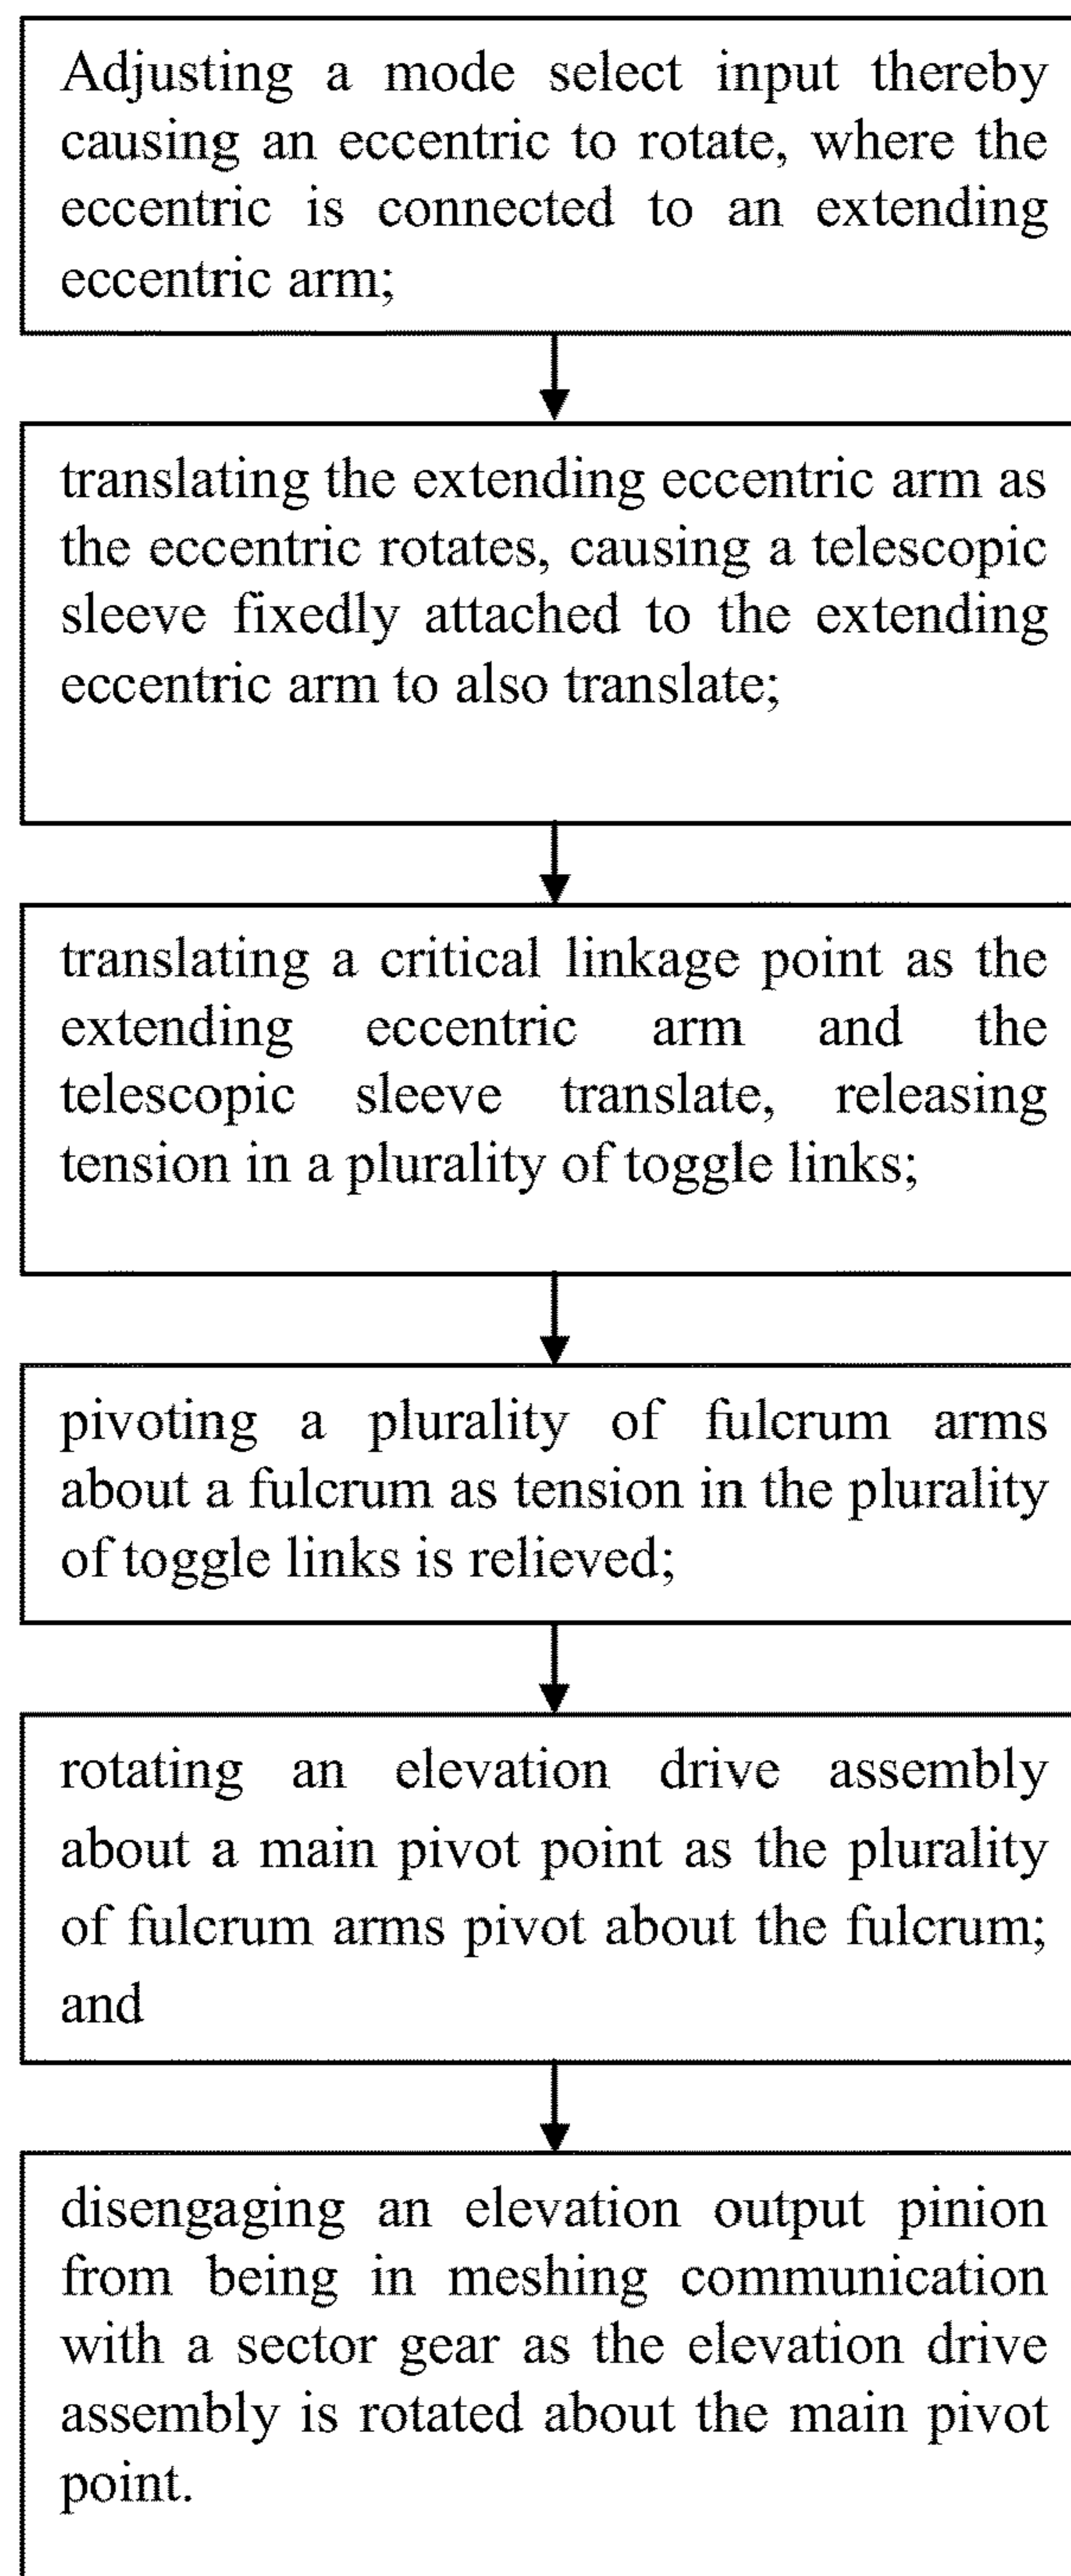 Adjusting a mode select input thereby
causing an eccentric to rotate, where the
eccentric is connected to an extending
eccentric arm;
translating the extending eccentric arm as
the eccentric rotates, causing a telescopic
sleeve fixedly attached to the extending
eccentric arm to also translate;
translating a critical linkage point as the
extending eccentric arm and the
telescopic sleeve translate, releasing
tension in a plurality of toggle links;
pivoting a plurality of fulcrum arms
about a fulcrum as tension in the plurality
of toggle links is relieved;
rotating an elevation drive assembly
about a main pivot point as the plurality
of fulcrum arms pivot about the fulcrum;
and
disengaging an elevation output pinion
from being in meshing communication
with a sector gear as the elevation drive
assembly is rotated about the main pivot
point.